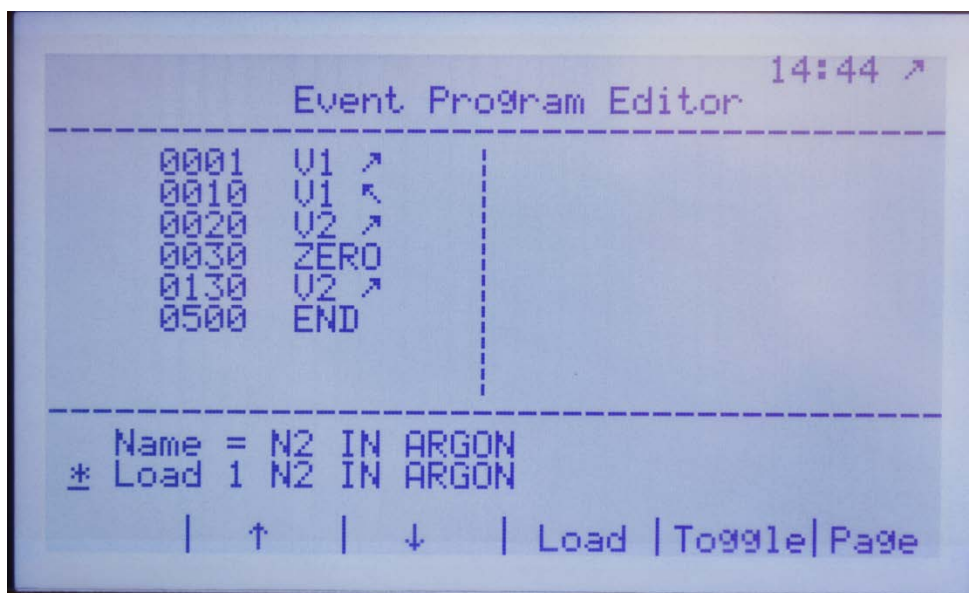 14:44 ↗
Event Program Editor
0001 V1 ↗
0010 V1 ↖
0020 V2 ↗
0030 ZERO
0130 V2 ↗
0500 END
Name = N2 IN ARGON
* Load 1 N2 IN ARGON
| ↑ | ↓ | Load | Toggle | Page